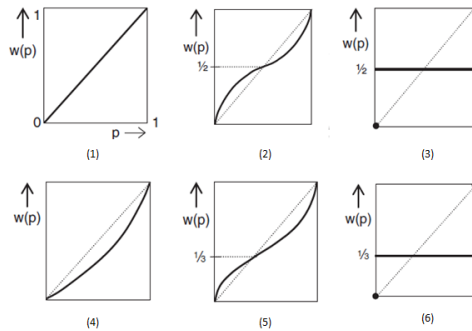 1
w(p)
0
p
1
(1)
w(p)
½
(2)
w(p)
½
(3)
w(p)
(4)
w(p)
⅓
(5)
w(p)
⅓
(6)